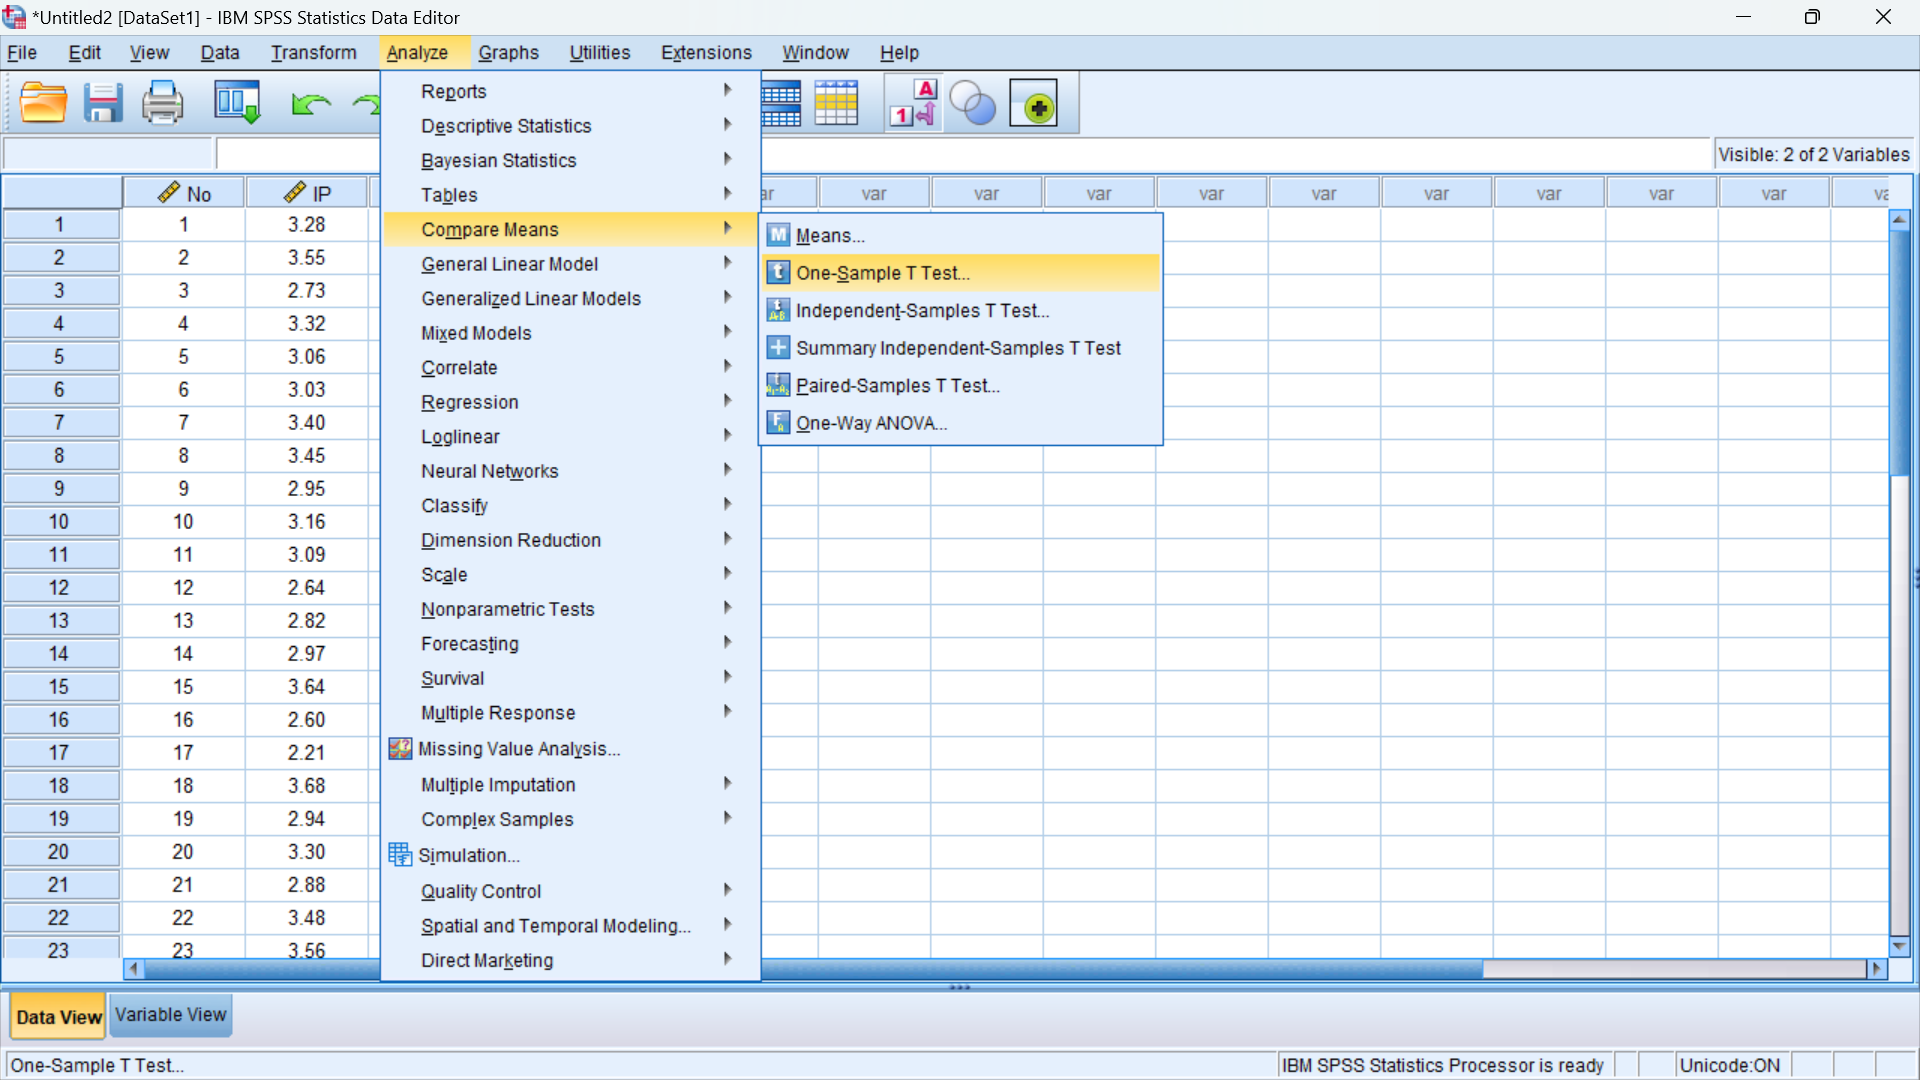 *Untitled2 [DataSet1] - IBM SPSS Statistics Data Editor
File Edit View Data Transform Analyze Graphs Utilities Extensions Window Help
Visible: 2 of 2 Variables
No IP var var var var var var var var var
1 1 3.28
2 2 3.55
3 3 2.73
4 4 3.32
5 5 3.06
6 6 3.03
7 7 3.40
8 8 3.45
9 9 2.95
10 10 3.16
11 11 3.09
12 12 2.64
13 13 2.82
14 14 2.97
15 15 3.64
16 16 2.60
17 17 2.21
18 18 3.68
19 19 2.94
20 20 3.30
21 21 2.88
22 22 3.48
23 23 3.56
Reports
Descriptive Statistics
Bayesian Statistics
Tables
Compare Means
General Linear Model
Generalized Linear Models
Mixed Models
Correlate
Regression
Loglinear
Neural Networks
Classify
Dimension Reduction
Scale
Nonparametric Tests
Forecasting
Survival
Multiple Response
Missing Value Analysis...
Multiple Imputation
Complex Samples
Simulation...
Quality Control
Spatial and Temporal Modeling...
Direct Marketing
Means...
One-Sample T Test...
Independent-Samples T Test...
Summary Independent-Samples T Test
Paired-Samples T Test...
One-Way ANOVA...
Data View Variable View
One-Sample T Test... IBM SPSS Statistics Processor is ready Unicode:ON